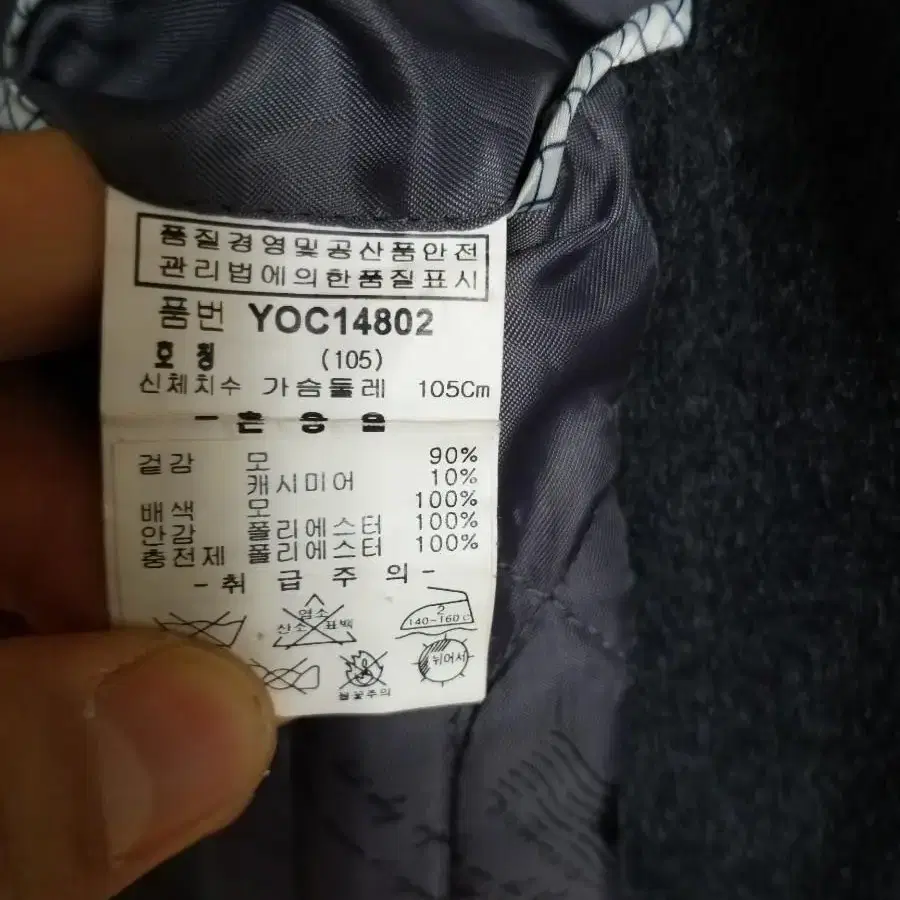 품질경영및공산품안전
관리법에의한품질표시
품번 YOC14802
호칭 (105)
신체치수 가슴둘레 105Cm
- 혼용율
겉감 모 90%
캐시미어 10%
배색 모 100%
안감 폴리에스터 100%
충전제 폴리에스터 100%
- 취급주의 -
염소
산소 표백
2
140~160℃
뉘어서
불꽃주의